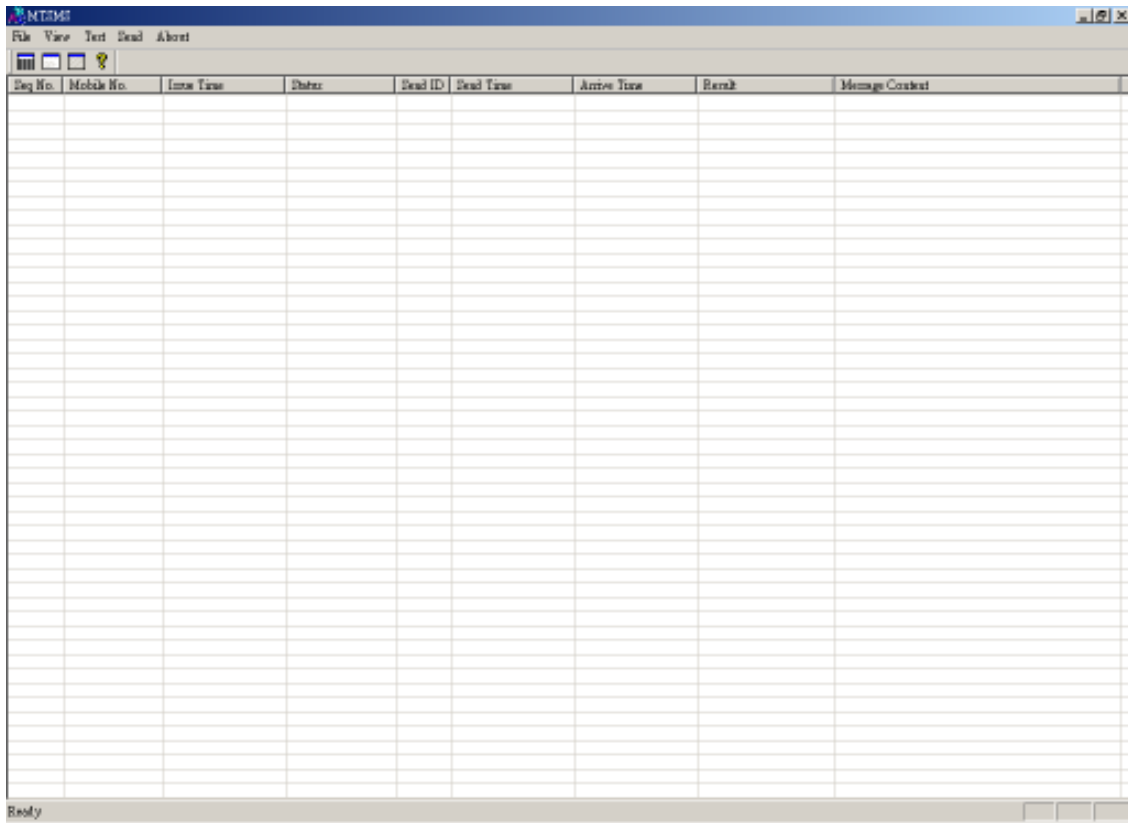 MTSMS
File View Test Send About
Seq No. Mobile No. Issue Time Status Send ID Send Time Arrive Time Result Message Content
Ready